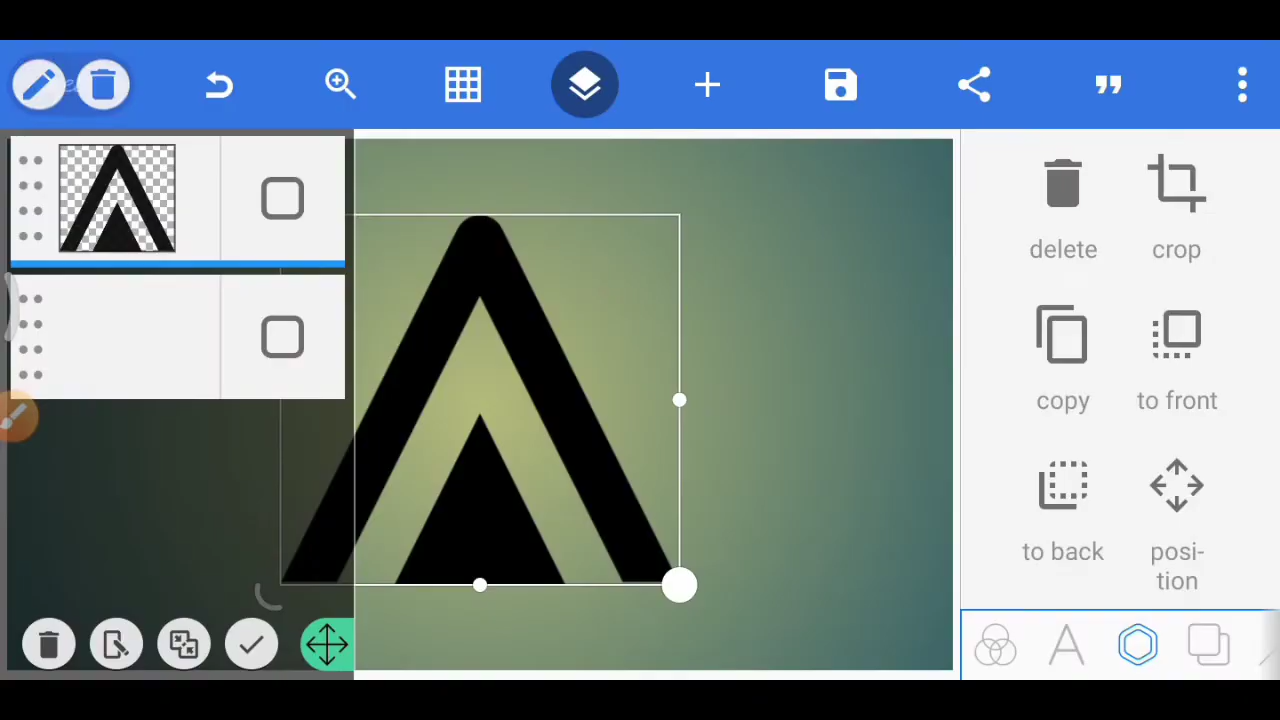 delete
crop
copy
to front
to back
posi-
tion